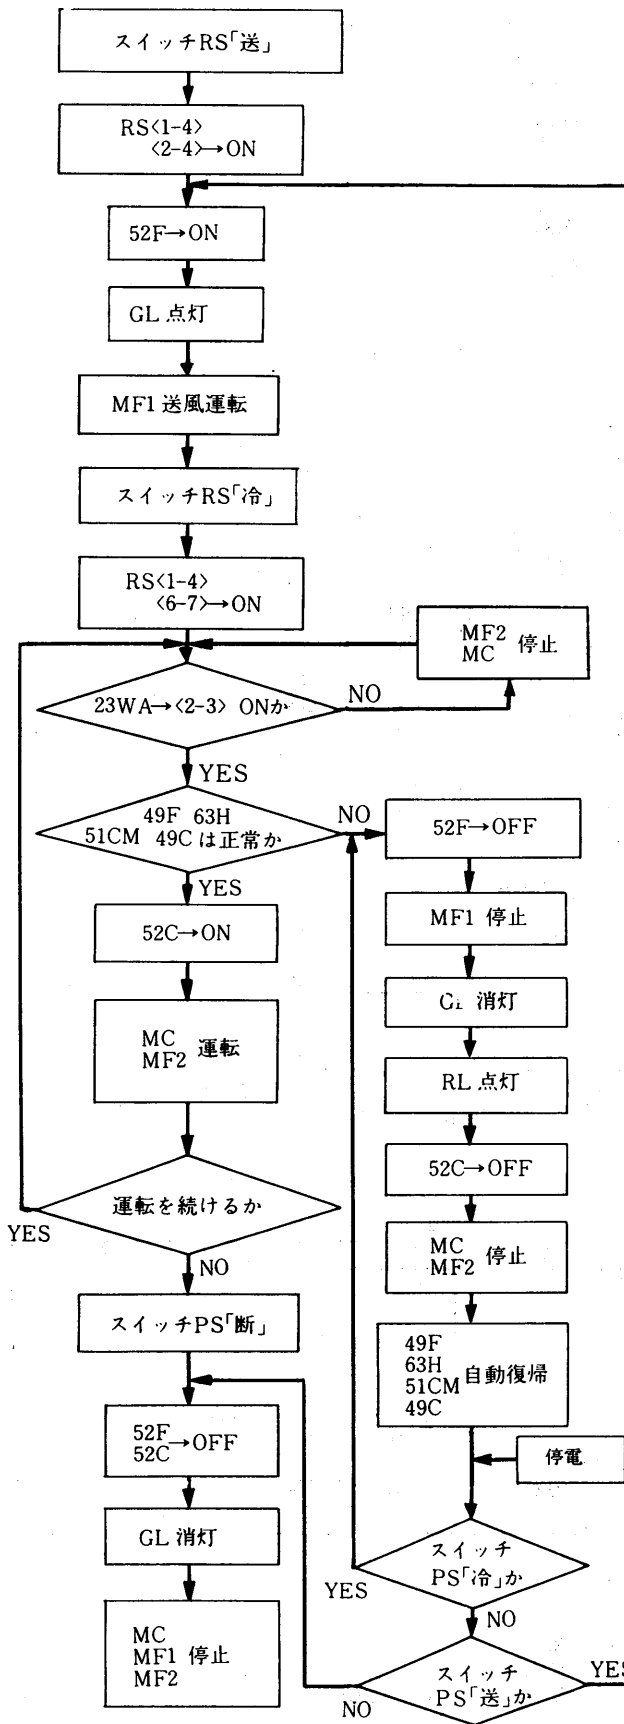 スイッチRS「送」
RS<1-4>
<2-4>→ON
52F→ON
GL 点灯
MF1 送風運転
スイッチRS「冷」
RS<1-4>
<6-7>→ON
MF2
MC 停止
23WA→<2-3> ONか
NO
YES
49F 63H
51CM 49C は正常か
NO
YES
52F→OFF
52C→ON
MF1 停止
GL 消灯
MC
MF2 運転
RL 点灯
52C→OFF
運転を続けるか
YES
NO
MC
MF2 停止
スイッチPS「断」
49F
63H
51CM 自動復帰
49C
52F
52C →OFF
停電
GL 消灯
スイッチ
PS「冷」か
YES
NO
MC
MF1 停止
MF2
スイッチ
PS「送」か
NO
YES